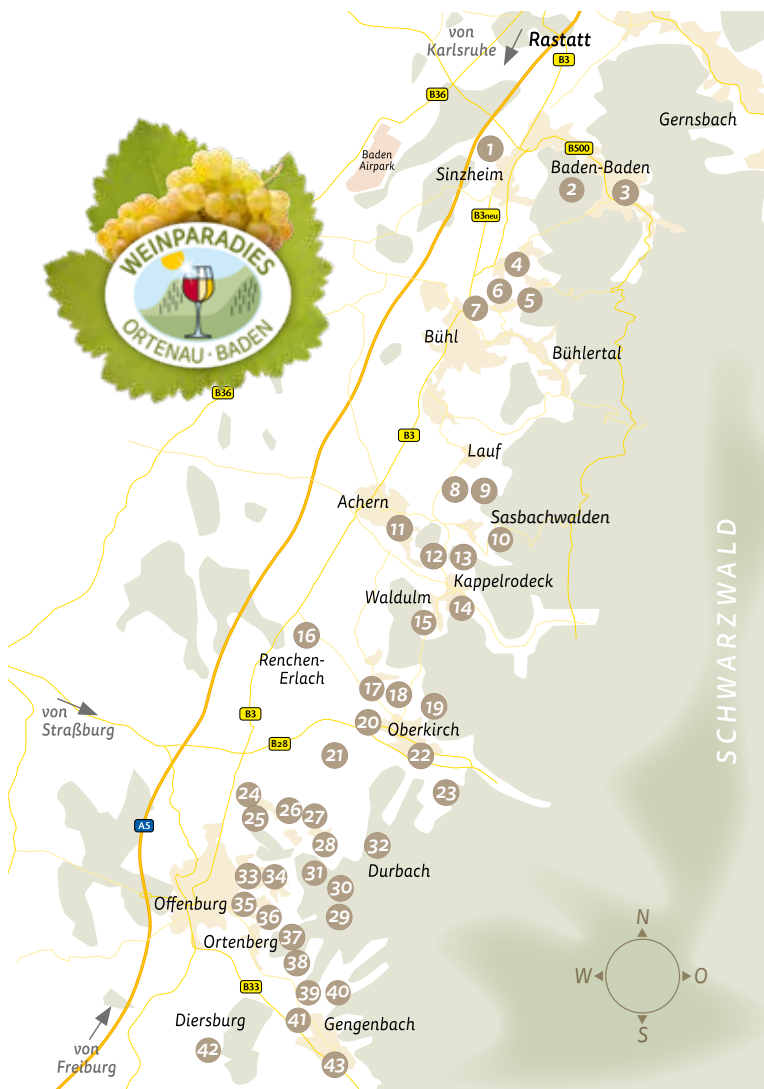 von
Karlsruhe
Rastatt
B3
B36
Gernsbach
Baden
Airpark
1
Sinzheim
B500
Baden-Baden
2
3
B3neu
WEINPARADIES
ORTENAU · BADEN
4
6
5
7
Bühl
Bühlertal
B36
B3
Lauf
8
9
Achern
Sasbachwalden
11
10
12
13
Kappelrodeck
Waldulm
14
15
SCHWARZWALD
16
Renchen-
Erlach
17
18
19
von
Straßburg
B3
20
Oberkirch
B28
21
22
23
24
25
26
27
A5
28
32
Durbach
33
34
31
30
Offenburg
35
36
29
Ortenberg
37
38
N
W
O
S
B33
39
40
Diersburg
41
Gengenbach
von
Freiburg
42
43